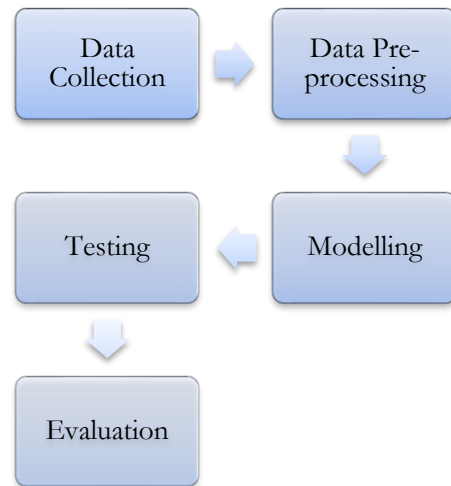 Data
Collection
Data Pre-
processing
Modelling
Testing
Evaluation